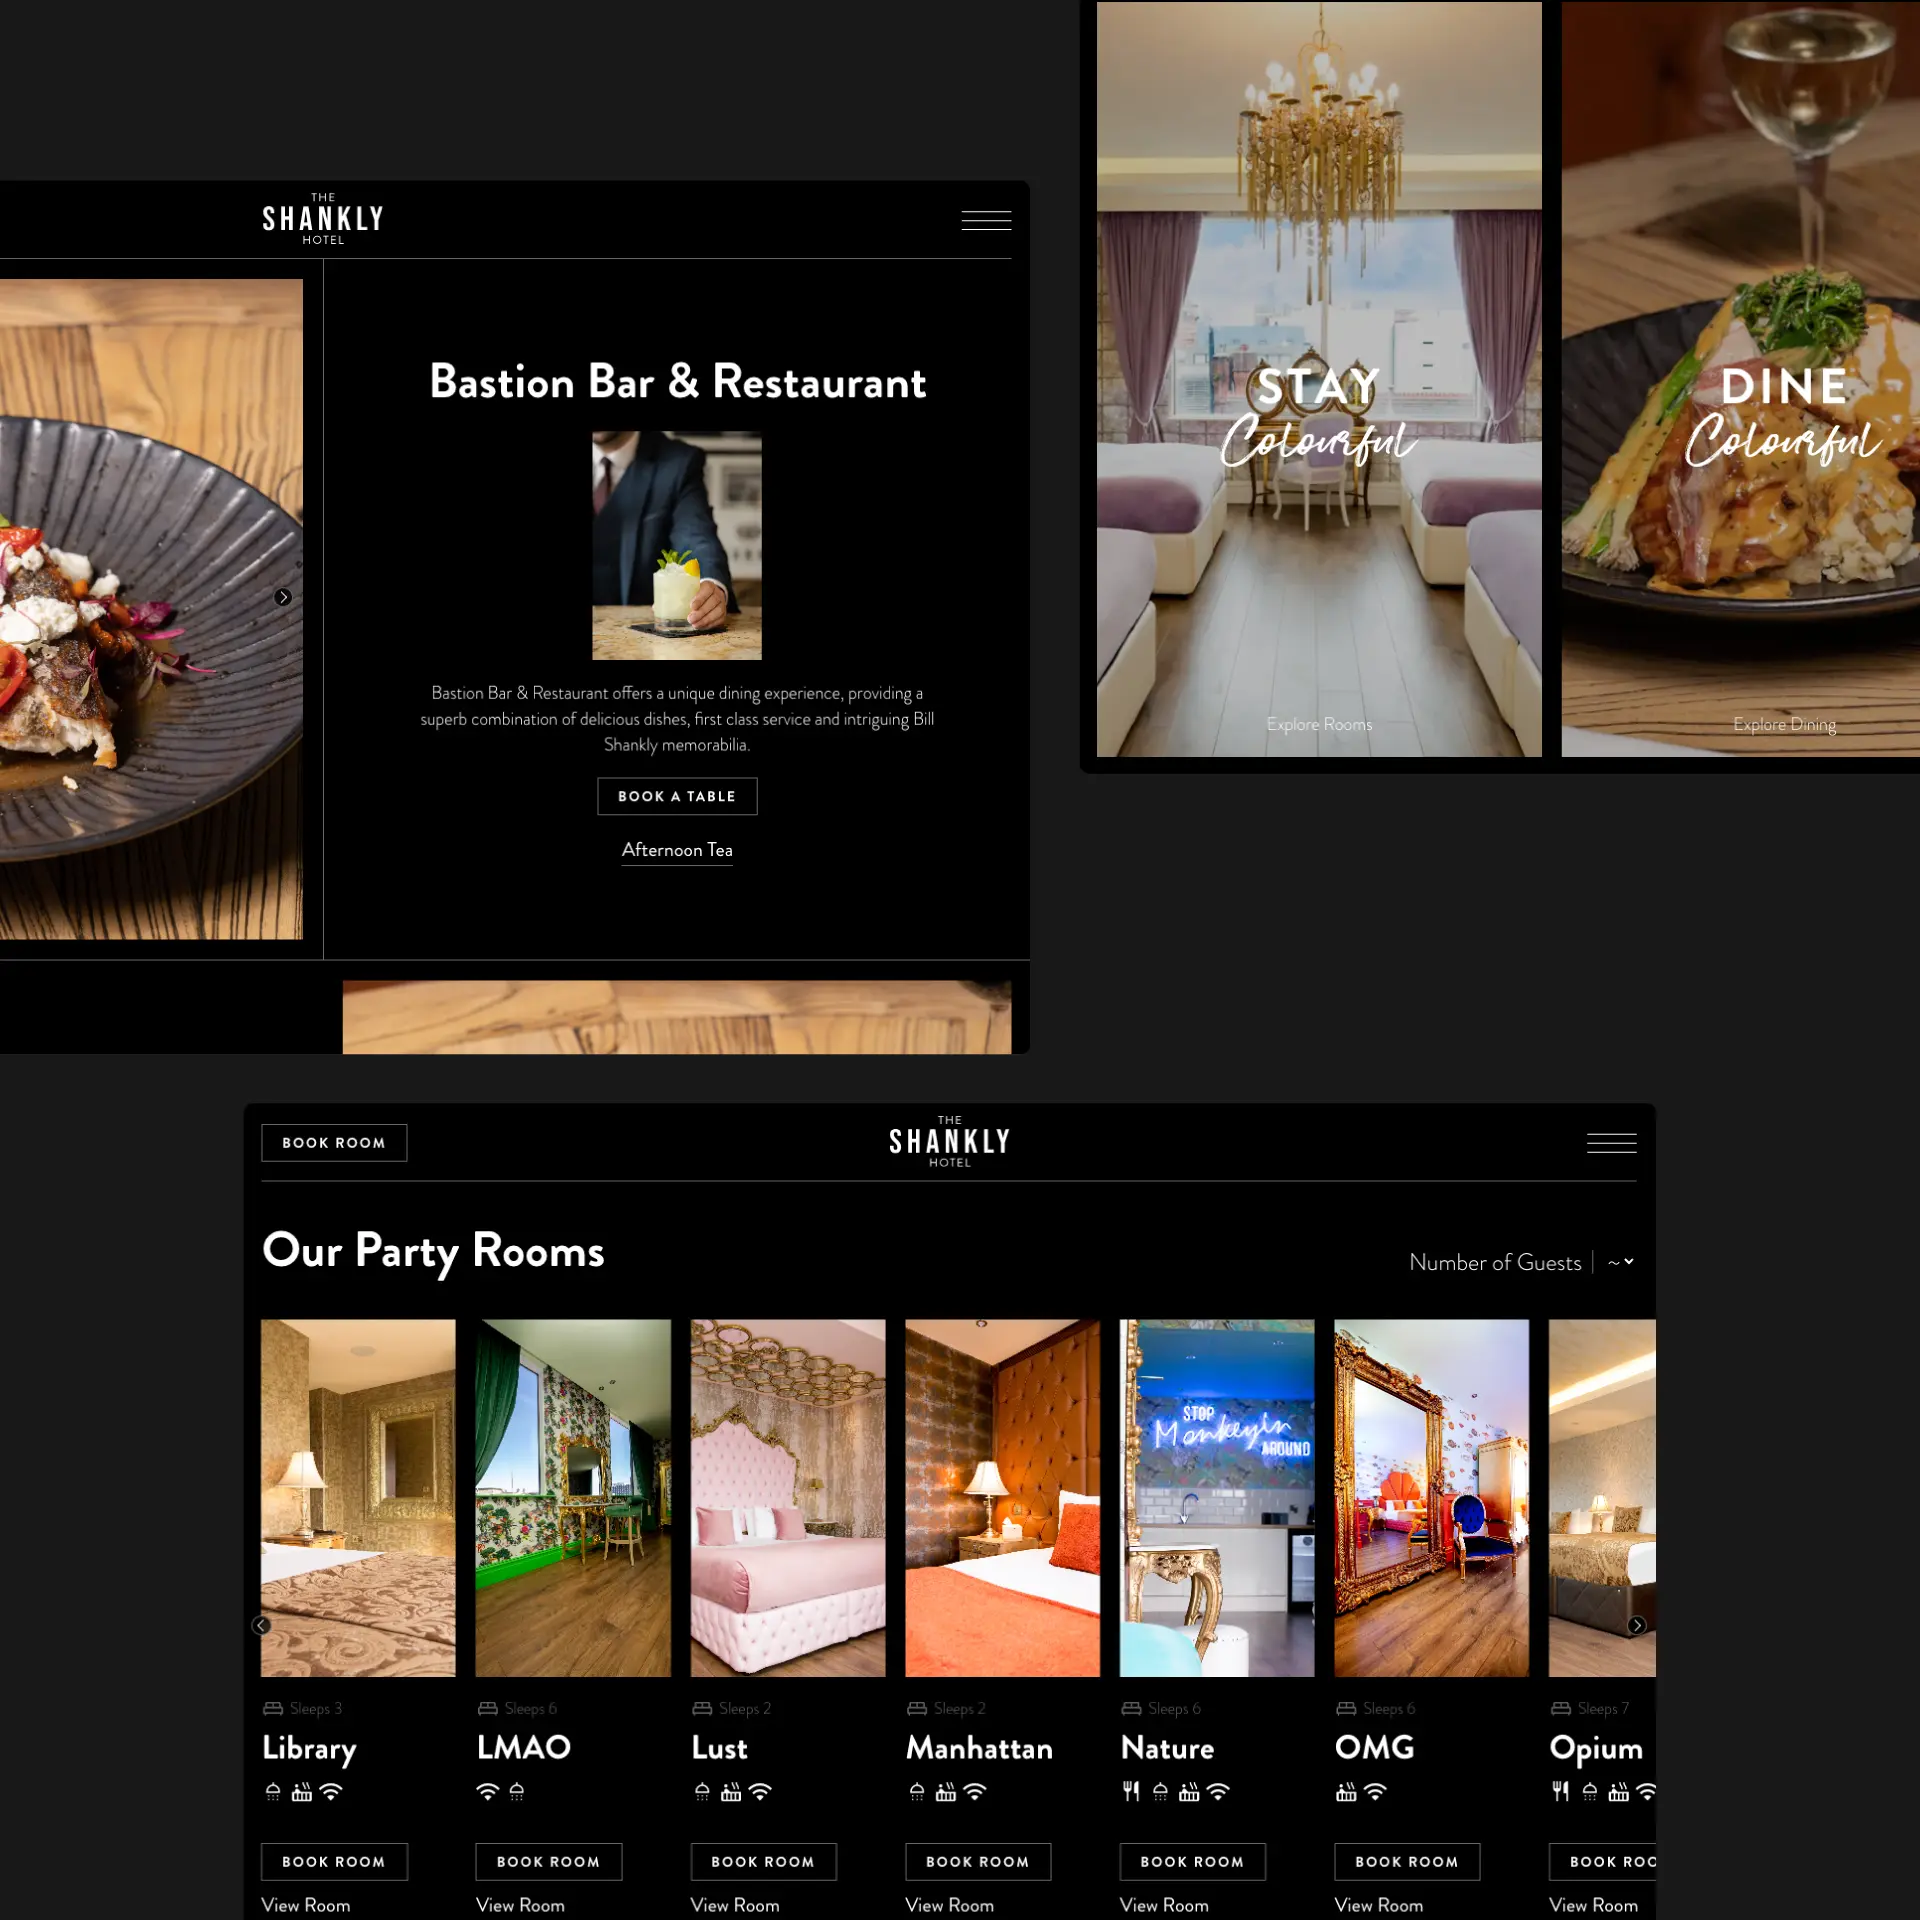 THE
SHANKLY
HOTEL
Bastion Bar & Restaurant
Bastion Bar & Restaurant offers a unique dining experience, providing a
superb combination of delicious dishes, first class service and intriguing Bill
Shankly memorabilia.
BOOK A TABLE
Afternoon Tea
STAY
Colourful
Explore Rooms
DINE
Colourful
Explore Dining
BOOK ROOM
THE
SHANKLY
HOTEL
Our Party Rooms
Number of Guests ~
STOP
Monkeyin
AROUND
Sleeps 3
Library
BOOK ROOM
View Room
Sleeps 6
LMAO
BOOK ROOM
View Room
Sleeps 2
Lust
BOOK ROOM
View Room
Sleeps 2
Manhattan
BOOK ROOM
View Room
Sleeps 6
Nature
BOOK ROOM
View Room
Sleeps 6
OMG
BOOK ROOM
View Room
Sleeps 7
Opium
BOOK ROO
View Room